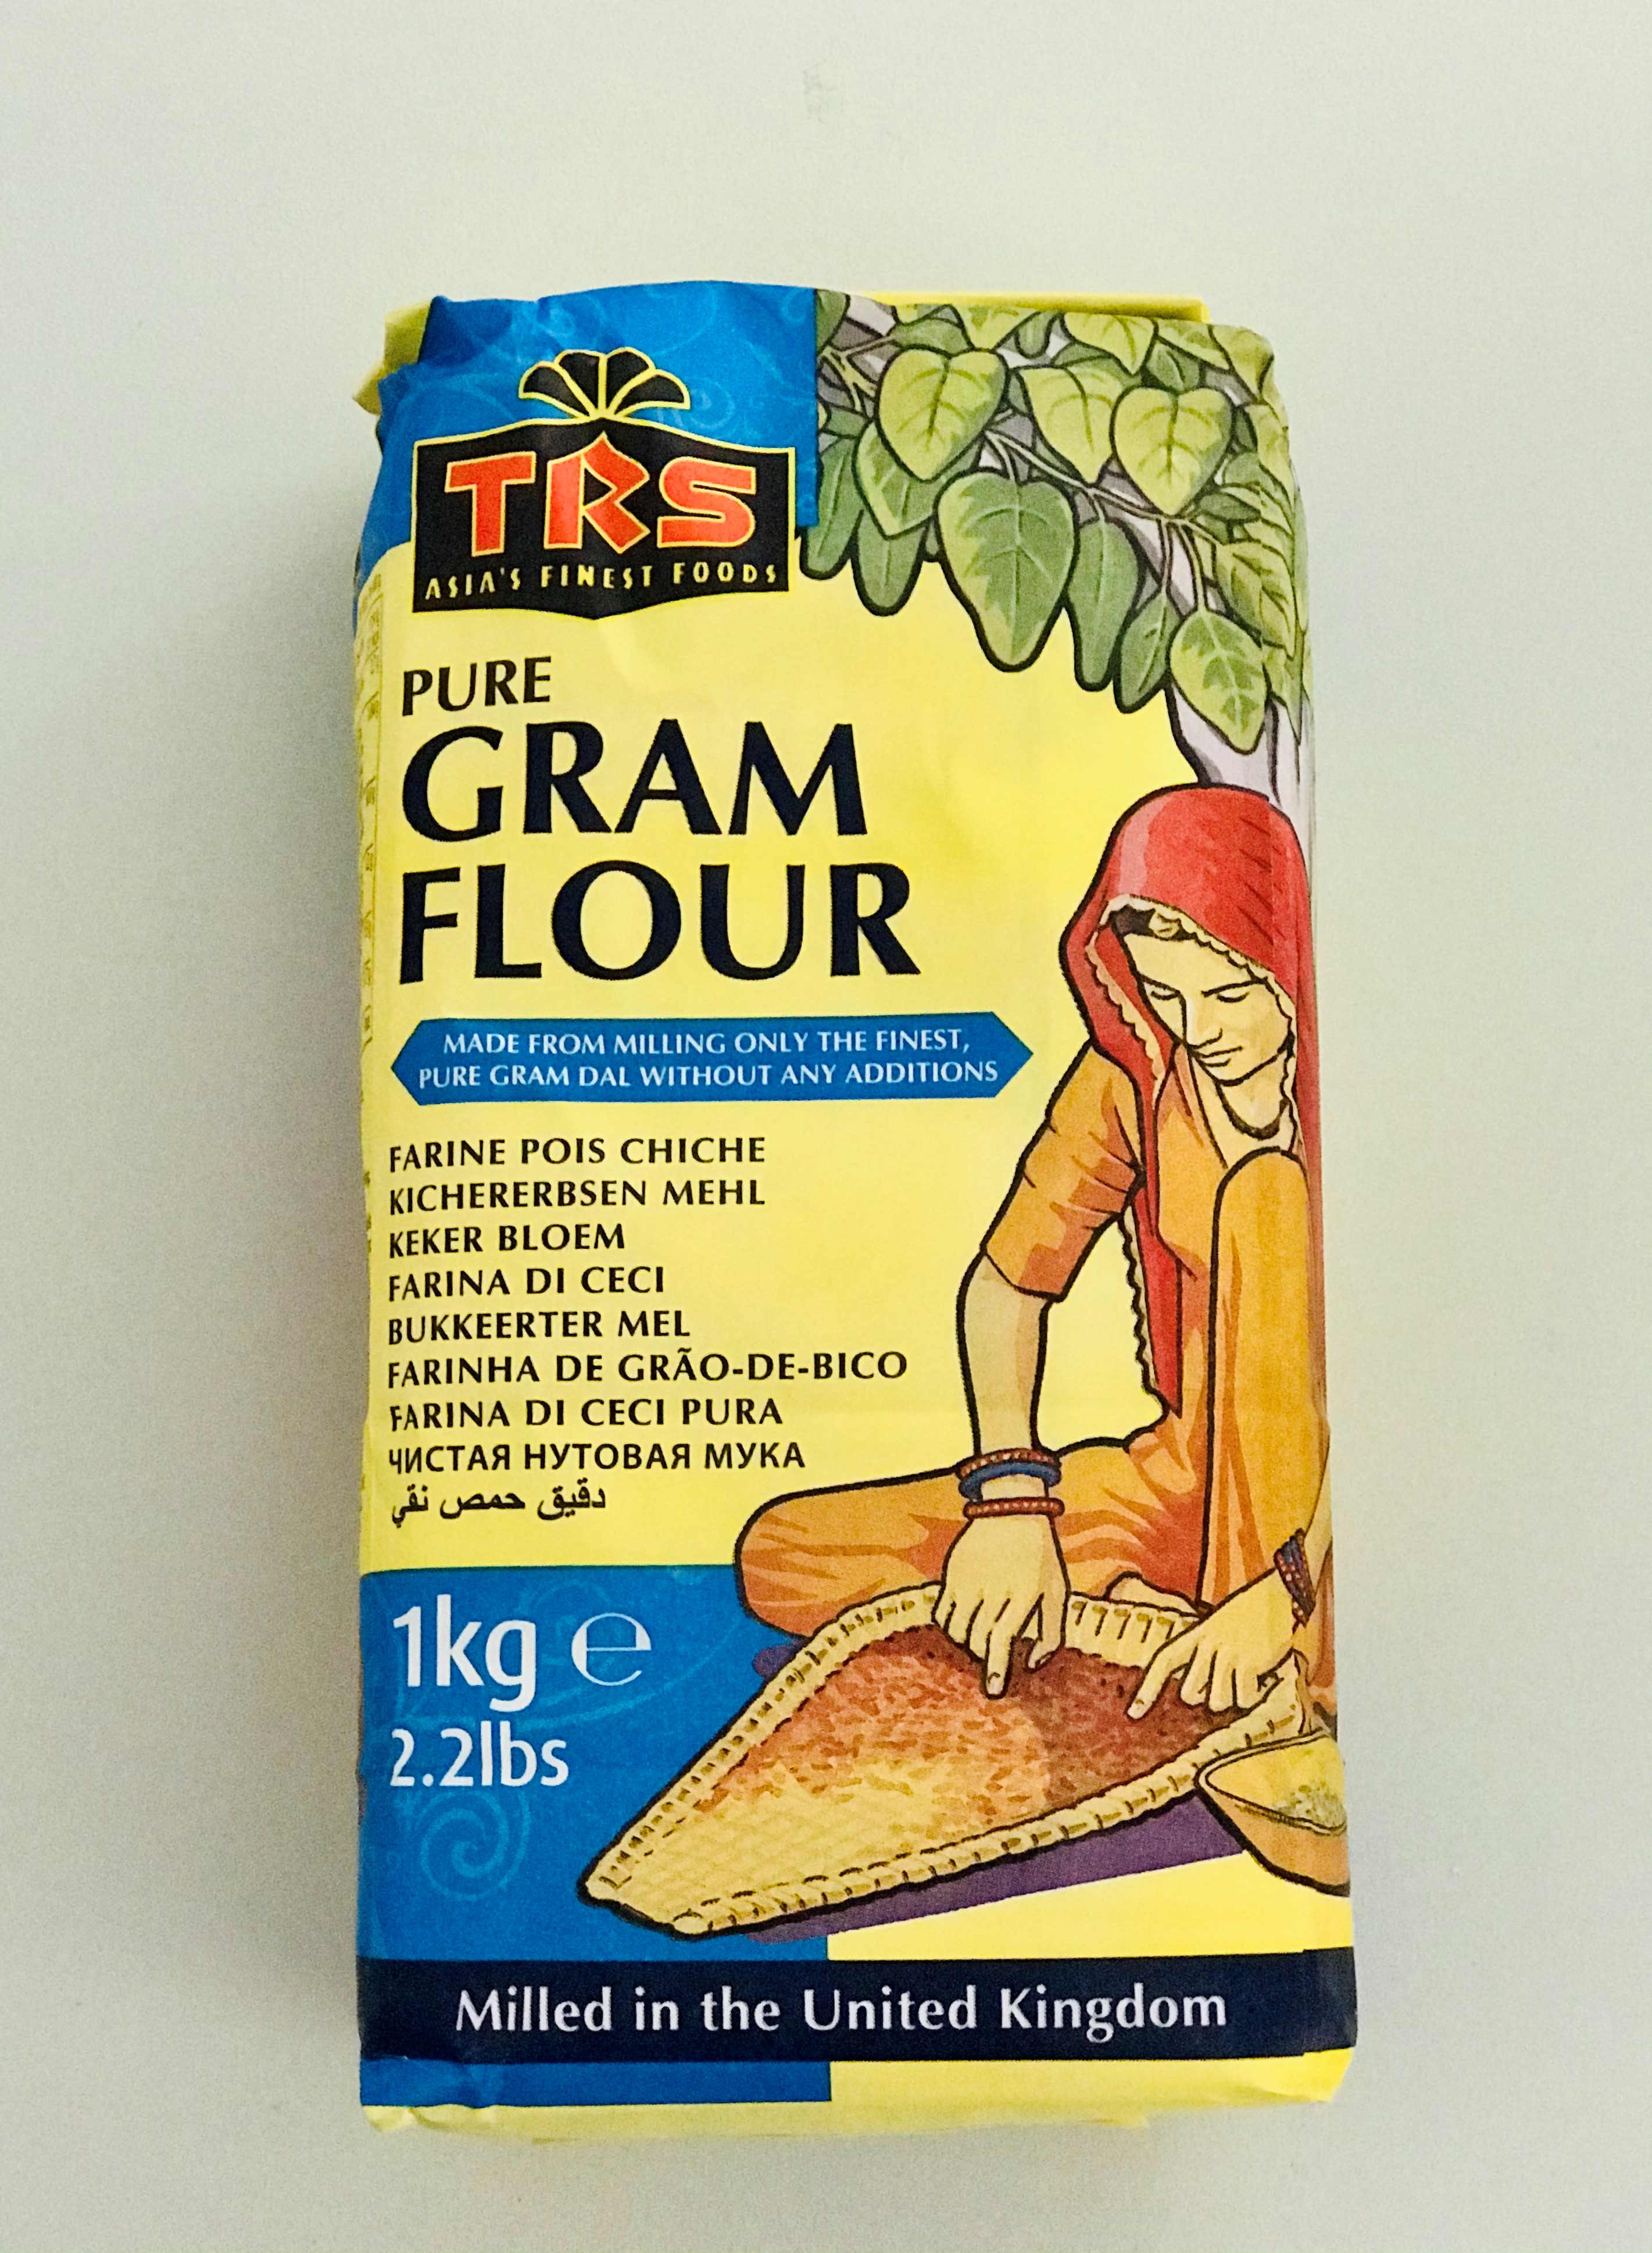 TRS
ASIA'S FINEST FOODS
PURE
GRAM
FLOUR
MADE FROM MILLING ONLY THE FINEST,
PURE GRAM DAL WITHOUT ANY ADDITIONS
FARINE POIS CHICHE
KICHERERBSEN MEHL
KEKER BLOEM
FARINA DI CECI
BUKKEERTER MEL
FARINHA DE GRÃO-DE-BICO
FARINA DI CECI PURA
ЧИСТАЯ НУТОВАЯ МУКА
دقيق حمص نقي
1kg ℮
2.2lbs
Milled in the United Kingdom